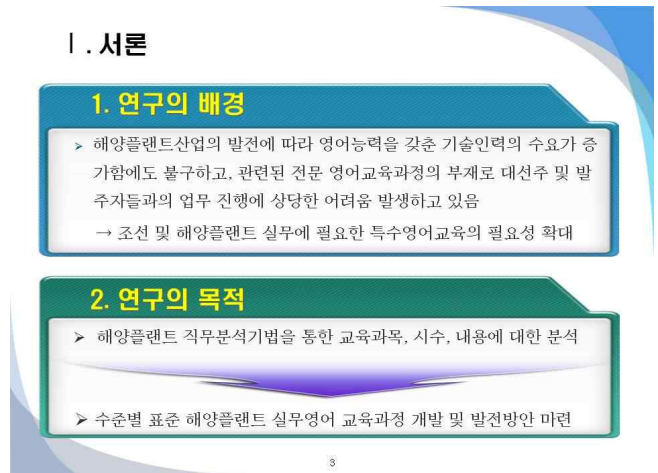 Ⅰ. 서론
1. 연구의 배경
➢ 해양플랜트산업의 발전에 따라 영어능력을 갖춘 기술인력의 수요가 증
가함에도 불구하고, 관련된 전문 영어교육과정의 부재로 대선주 및 발
주자들과의 업무 진행에 상당한 어려움 발생하고 있음
→ 조선 및 해양플랜트 실무에 필요한 특수영어교육의 필요성 확대
2. 연구의 목적
➢ 해양플랜트 직무분석기법을 통한 교육과목, 시수, 내용에 대한 분석
➢ 수준별 표준 해양플랜트 실무영어 교육과정 개발 및 발전방안 마련
3